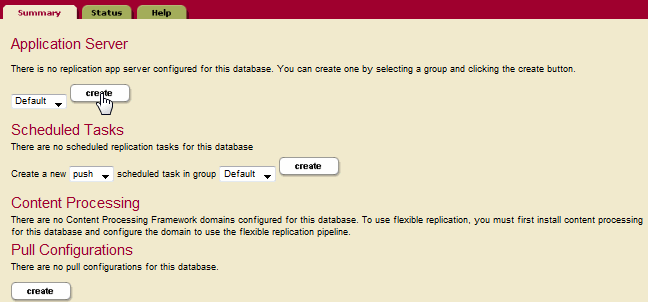 Summary Status Help
Application Server
There is no replication app server configured for this database. You can create one by selecting a group and clicking the create button.
Default create
Scheduled Tasks
There are no scheduled replication tasks for this database
Create a new push scheduled task in group Default create
Content Processing
There are no Content Processing Framework domains configured for this database. To use flexible replication, you must first install content processing
for this database and configure the domain to use the flexible replication pipeline.
Pull Configurations
There are no pull configurations for this database.
create